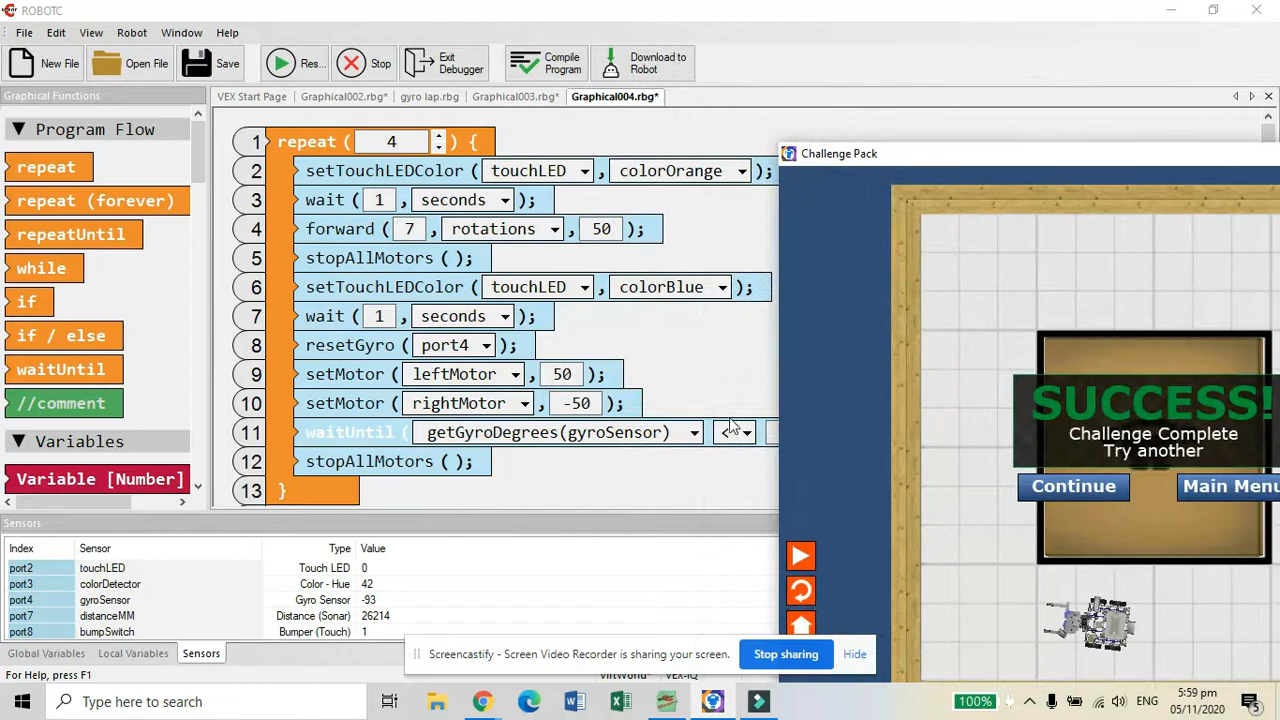 ROBOTC
File Edit View Robot Window Help
New File Open File Save Res... Stop Exit Debugger Compile Program Download to Robot
Graphical Functions
VEX Start Page Graphical002.rbg* gyro lap.rbg Graphical003.rbg* Graphical004.rbg*
Program Flow
repeat
repeat (forever)
repeatUntil
while
if
if / else
waitUntil
//comment
Variables
Variable [Number]
1 repeat ( 4 ) {
2 setTouchLEDColor ( touchLED , colorOrange );
3 wait ( 1 , seconds );
4 forward ( 7 , rotations , 50 );
5 stopAllMotors ( );
6 setTouchLEDColor ( touchLED , colorBlue );
7 wait ( 1 , seconds );
8 resetGyro ( port4 );
9 setMotor ( leftMotor , 50 );
10 setMotor ( rightMotor , -50 );
11 waitUntil ( getGyroDegrees(gyroSensor) <
12 stopAllMotors ( );
13 }
Challenge Pack
SUCCESS!
Challenge Complete
Try another
Continue Main Menu
Sensors
Index Sensor Type Value
port2 touchLED Touch LED 0
port3 colorDetector Color - Hue 42
port4 gyroSensor Gyro Sensor -93
port7 distanceMM Distance (Sonar) 26214
port8 bumpSwitch Bumper (Touch) 1
Global Variables Local Variables Sensors
Screencastify - Screen Video Recorder is sharing your screen. Stop sharing Hide
For Help, press F1
VirtWorld VEX-IQ
Type here to search
100%
ENG
5:59 pm
05/11/2020
5